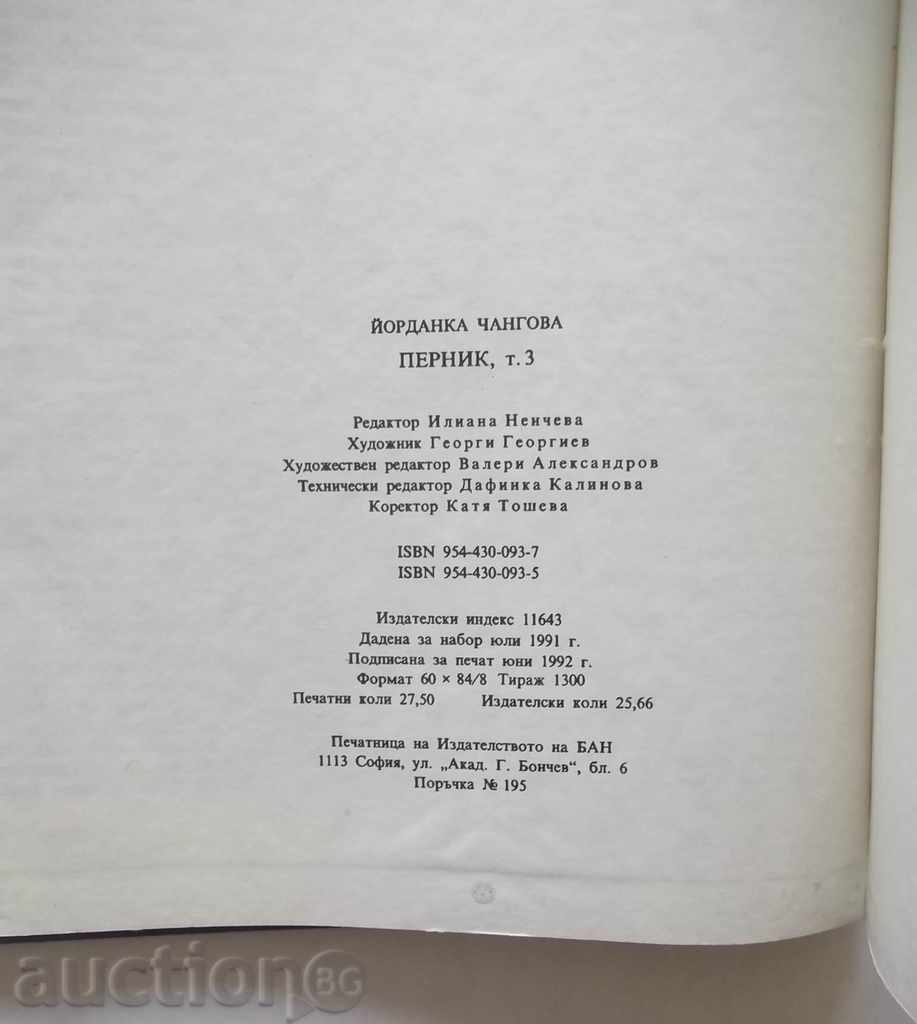 ЙОРДАНКА ЧАНГОВА
ПЕРНИК, т. 3
Редактор Илиана Ненчева
Художник Георги Георгиев
Художествен редактор Валери Александров
Технически редактор Дафинка Калинова
Коректор Катя Тошева
ISBN 954-430-093-7
ISBN 954-430-093-5
Издателски индекс 11643
Дадена за набор юли 1991 г.
Подписана за печат юни 1992 г.
Формат 60 × 84/8 Тираж 1300
Печатни коли 27,50 Издателски коли 25,66
Печатница на Издателството на БАН
1113 София, ул. „Акад. Г. Бончев“, бл. 6
Поръчка № 195
auction BG